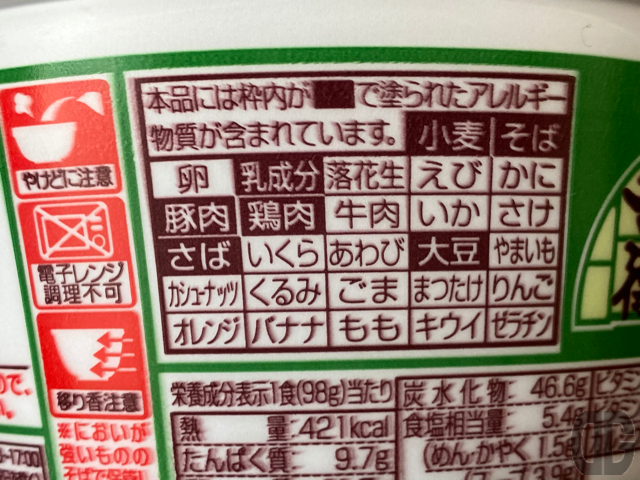 本品には枠内が■で塗られたアレルギー
物質が含まれています。 小麦 そば
卵 乳成分 落花生 えび かに
豚肉 鶏肉 牛肉 いか さけ
さば いくら あわび 大豆 やまいも
カシューナッツ くるみ ごま まつたけ りんご
オレンジ バナナ もも キウイ ゼラチン
やけどに注意
電子レンジ
調理不可
移り香注意
※においが
強いものの
栄養成分表示1食(98g)当たり
熱量 421kcal
たんぱく質 9.7g
炭水化物 46.6g
食塩相当量 5.4g
(めん・かやく 1.5g
ビタミ
17:00